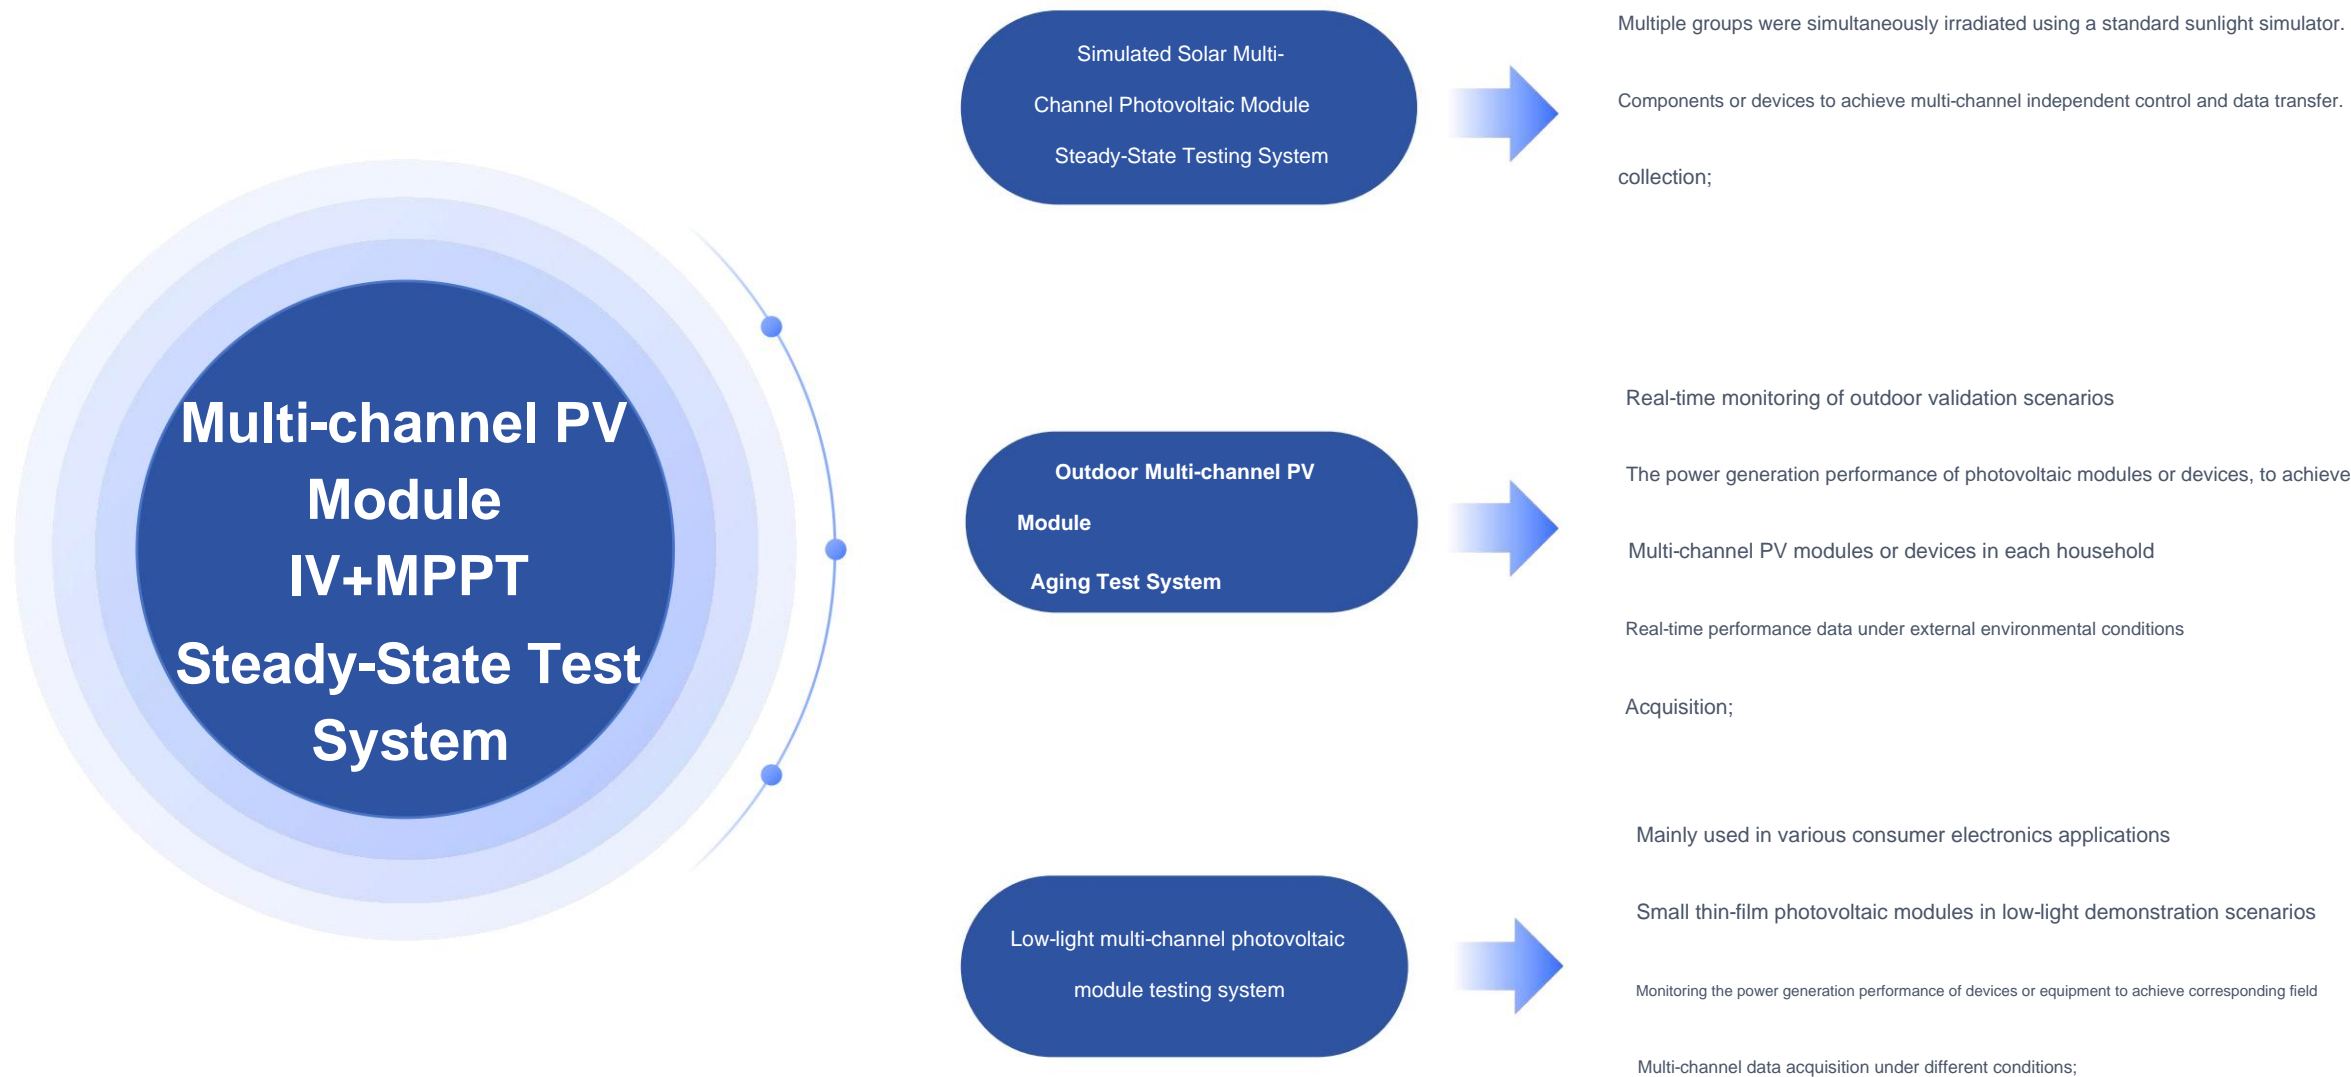 Multi-channel PV
Module
IV+MPPT
Steady-State Test
System
Simulated Solar Multi-
Channel Photovoltaic Module
Steady-State Testing System
Multiple groups were simultaneously irradiated using a standard sunlight simulator.
Components or devices to achieve multi-channel independent control and data transfer.
collection;
Outdoor Multi-channel PV
Module
Aging Test System
Real-time monitoring of outdoor validation scenarios
The power generation performance of photovoltaic modules or devices, to achieve
Multi-channel PV modules or devices in each household
Real-time performance data under external environmental conditions
Acquisition;
Low-light multi-channel photovoltaic
module testing system
Mainly used in various consumer electronics applications
Small thin-film photovoltaic modules in low-light demonstration scenarios
Monitoring the power generation performance of devices or equipment to achieve corresponding field
Multi-channel data acquisition under different conditions;